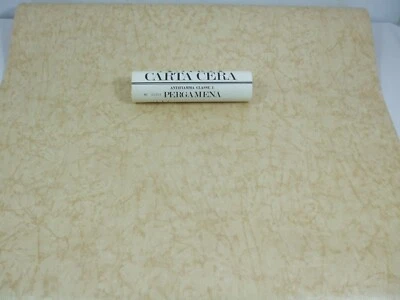 CARTA CERA
ANTIFIAMMA CLASSE 1
PERGAMENA